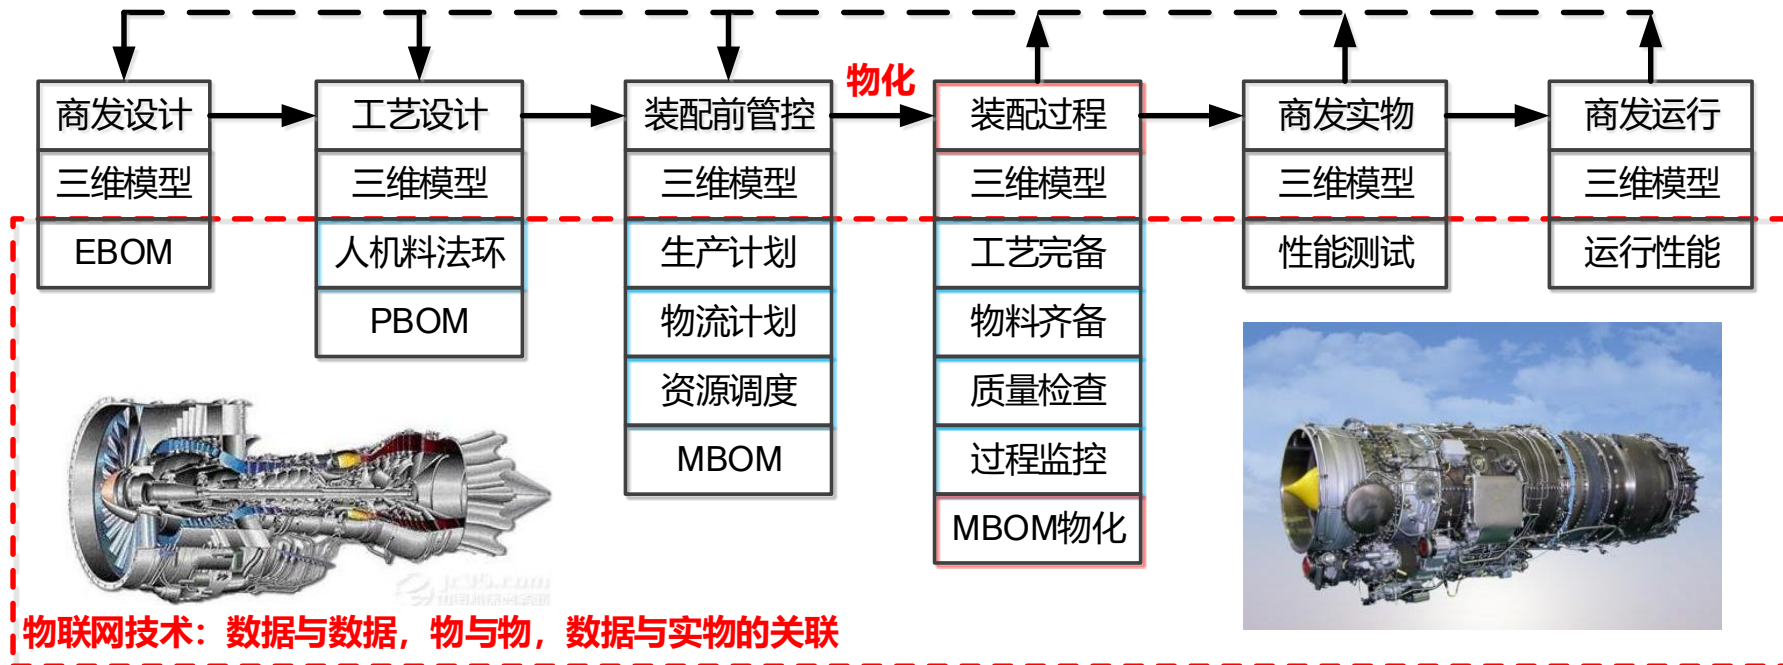 物化
商发设计
工艺设计
装配前管控
装配过程
商发实物
商发运行
三维模型
三维模型
三维模型
三维模型
三维模型
三维模型
EBOM
人机料法环
生产计划
工艺完备
性能测试
运行性能
PBOM
物流计划
物料齐备
资源调度
质量检查
MBOM
过程监控
MBOM物化
jc35.com
物联网技术：数据与数据，物与物，数据与实物的关联